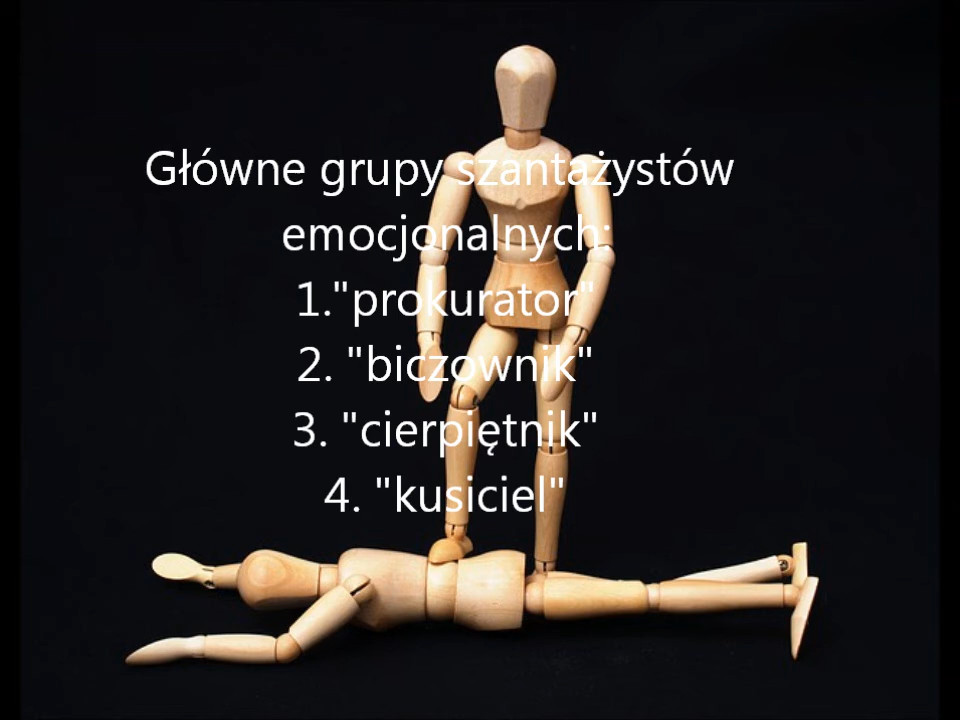 Główne grupy szantażystów
emocjonalnych:
1."prokurator"
2. "biczownik"
3. "cierpiętnik"
4. "kusiciel"